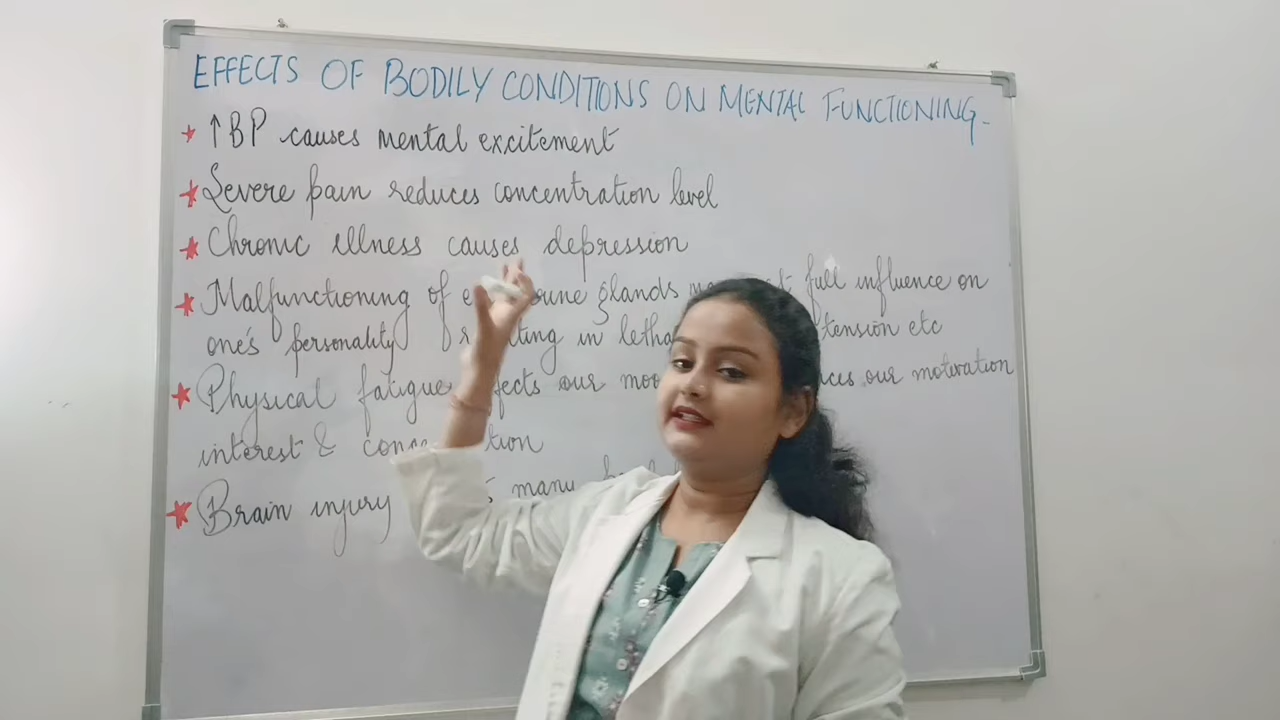 EFFECTS OF BODILY CONDITIONS ON MENTAL FUNCTIONING -
↑BP causes mental excitement
Severe pain reduces concentration level
Chronic illness causes depression
Malfunctioning of glands full influence on
one's personality in tension etc
Physical fatigue our our motivation
interest &
Brain injury many